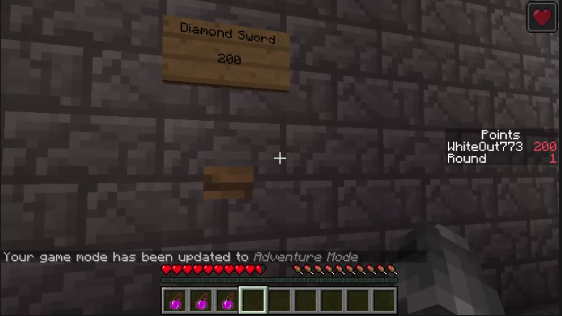 Diamond Sword
200
Points
WhiteOut773 200
Round 1
Your game mode has been updated to Adventure Mode